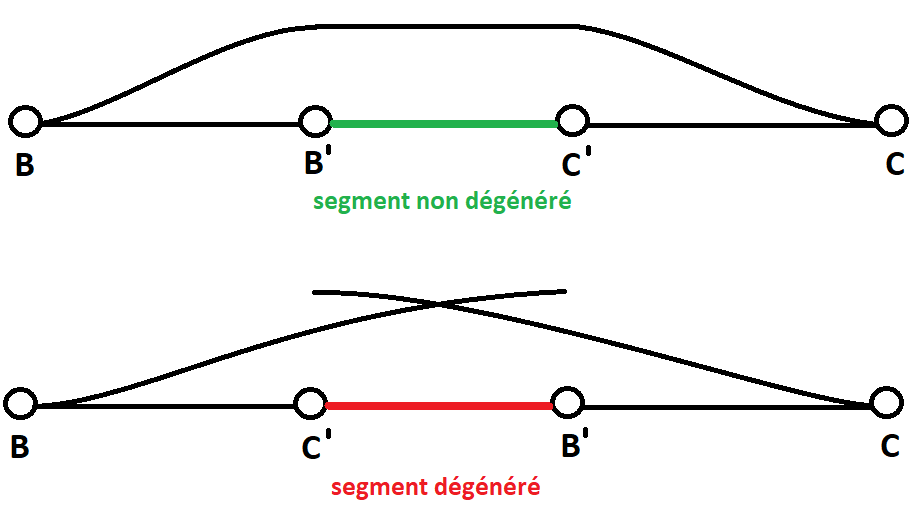 B B' C' C
segment non dégénéré
B C' B' C
segment dégénéré